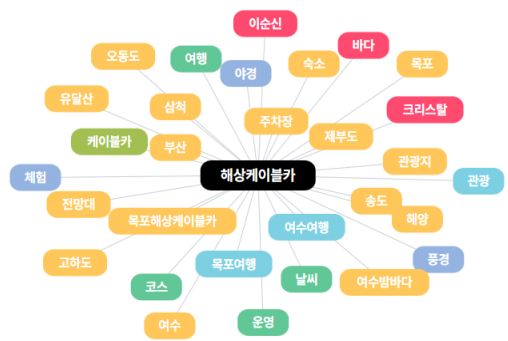 이순신
바다
오동도
여행
야경
숙소
목포
유달산
삼척
주차장
크리스탈
케이블카
부산
제부도
관광지
체험
해상케이블카
관광
전망대
송도
목포해상케이블카
해양
여수여행
고하도
목포여행
풍경
코스
날씨
여수밤바다
여수
운영